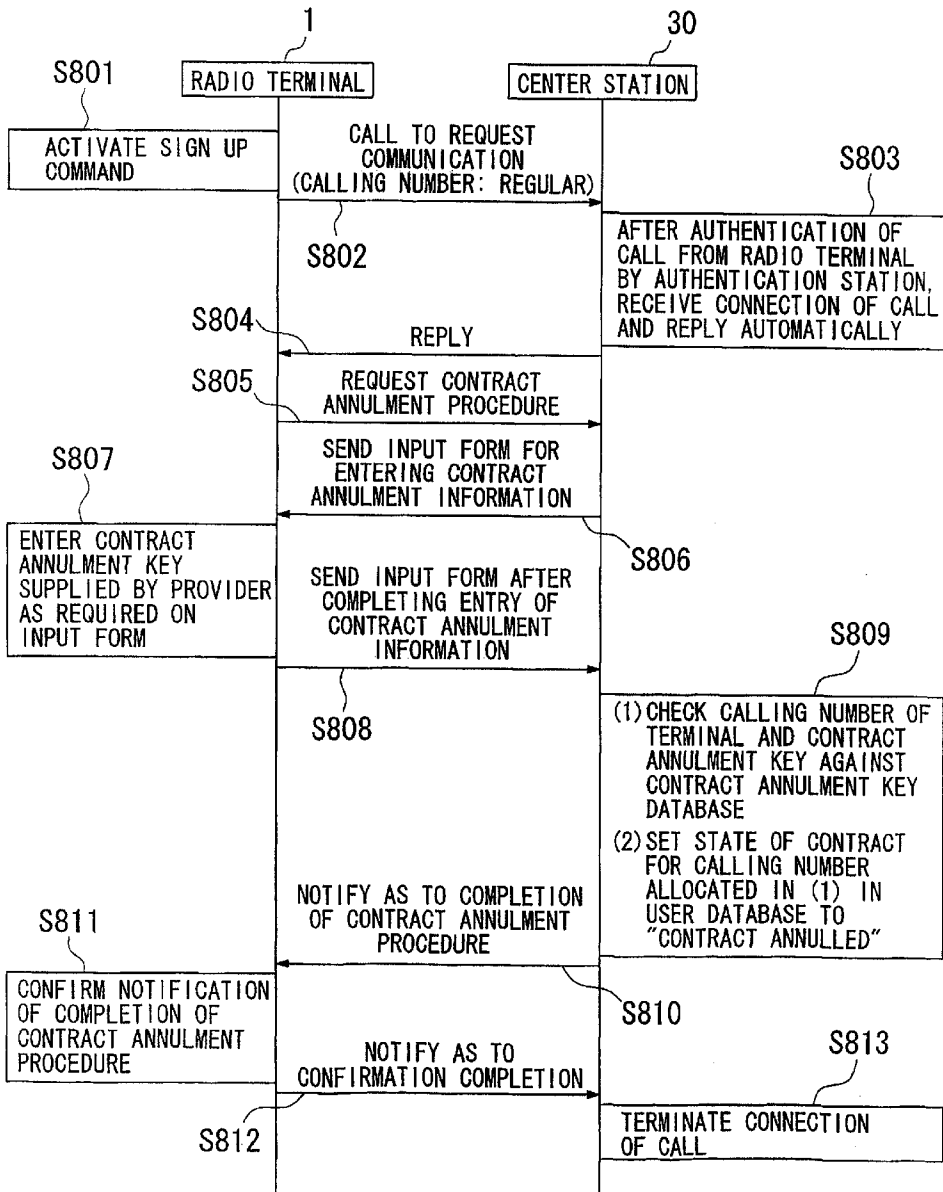 1
30
RADIO TERMINAL
CENTER STATION
S801
ACTIVATE SIGN UP
COMMAND
CALL TO REQUEST
COMMUNICATION
(CALLING NUMBER: REGULAR)
S802
S803
AFTER AUTHENTICATION OF
CALL FROM RADIO TERMINAL
BY AUTHENTICATION STATION,
RECEIVE CONNECTION OF CALL
AND REPLY AUTOMATICALLY
S804
REPLY
S805
REQUEST CONTRACT
ANNULMENT PROCEDURE
SEND INPUT FORM FOR
ENTERING CONTRACT
ANNULMENT INFORMATION
S806
S807
ENTER CONTRACT
ANNULMENT KEY
SUPPLIED BY PROVIDER
AS REQUIRED ON
INPUT FORM
SEND INPUT FORM AFTER
COMPLETING ENTRY OF
CONTRACT ANNULMENT
INFORMATION
S808
S809
(1) CHECK CALLING NUMBER OF
TERMINAL AND CONTRACT
ANNULMENT KEY AGAINST
CONTRACT ANNULMENT KEY
DATABASE
(2) SET STATE OF CONTRACT
FOR CALLING NUMBER
ALLOCATED IN (1) IN
USER DATABASE TO
"CONTRACT ANNULLED"
NOTIFY AS TO COMPLETION
OF CONTRACT ANNULMENT
PROCEDURE
S810
S811
CONFIRM NOTIFICATION
OF COMPLETION OF
CONTRACT ANNULMENT
PROCEDURE
NOTIFY AS TO
CONFIRMATION COMPLETION
S812
S813
TERMINATE CONNECTION
OF CALL